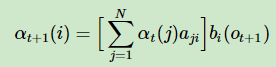 α_{t+1}(i) = [ ∑_{j=1}^{N} α_t(j)a_{ji} ] b_i(o_{t+1})